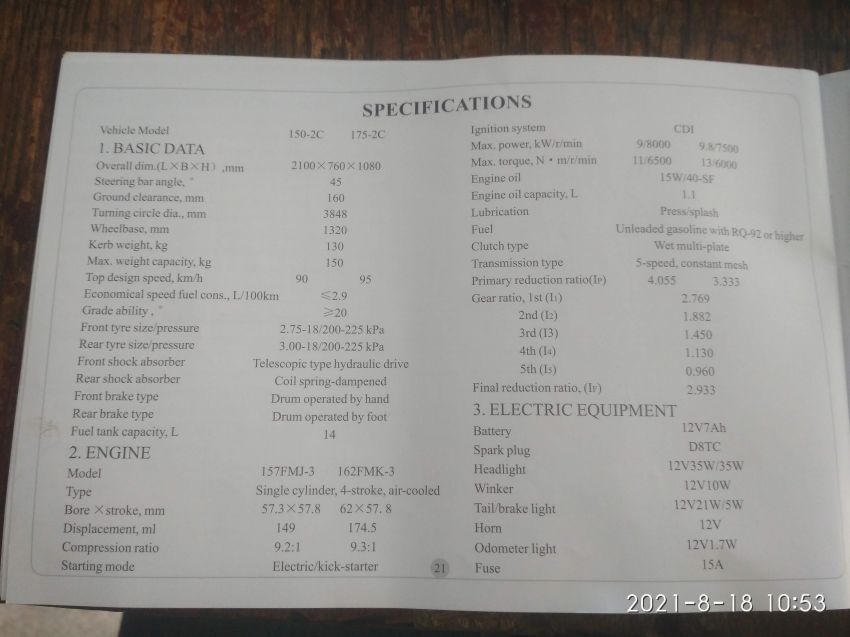 SPECIFICATIONS
Vehicle Model 150-2C 175-2C
1. BASIC DATA
Overall dim.(L×B×H) ,mm 2100×760×1080
Steering bar angle, ° 45
Ground clearance, mm 160
Turning circle dia., mm 3848
Wheelbase, mm 1320
Kerb weight, kg 130
Max. weight capacity, kg 150
Top design speed, km/h 90 95
Economical speed fuel cons., L/100km ≤2.9
Grade ability , ° ≥20
Front tyre size/pressure 2.75-18/200-225 kPa
Rear tyre size/pressure 3.00-18/200-225 kPa
Front shock absorber Telescopic type hydraulic drive
Rear shock absorber Coil spring-dampened
Front brake type Drum operated by hand
Rear brake type Drum operated by foot
Fuel tank capacity, L 14
2. ENGINE
Model 157FMJ-3 162FMK-3
Type Single cylinder, 4-stroke, air-cooled
Bore ×stroke, mm 57.3×57.8 62×57. 8
Displacement, ml 149 174.5
Compression ratio 9.2:1 9.3:1
Starting mode Electric/kick-starter
Ignition system CDI
Max. power, kW/r/min 9/8000 9.8/7500
Max. torque, N·m/r/min 11/6500 13/6000
Engine oil 15W/40-SF
Engine oil capacity, L 1.1
Lubrication Press/splash
Fuel Unleaded gasoline with RQ-92 or higher
Clutch type Wet multi-plate
Transmission type 5-speed, constant mesh
Primary reduction ratio(IP) 4.055 3.333
Gear ratio, 1st (I1) 2.769
2nd (I2) 1.882
3rd (I3) 1.450
4th (I4) 1.130
5th (I5) 0.960
Final reduction ratio, (IF) 2.933
3. ELECTRIC EQUIPMENT
Battery 12V7Ah
Spark plug D8TC
Headlight 12V35W/35W
Winker 12V10W
Tail/brake light 12V21W/5W
Horn 12V
Odometer light 12V1.7W
Fuse 15A
21
2021-8-18 10:53